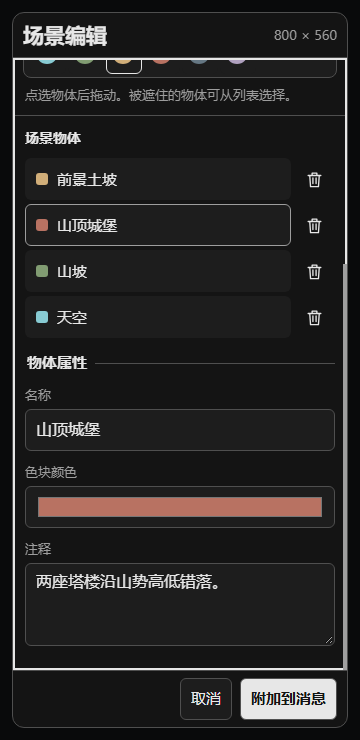 场景编辑
800 × 560
点选物体后拖动。被遮住的物体可从列表选择。
场景物体
前景土坡
山顶城堡
山坡
天空
物体属性
名称
山顶城堡
色块颜色
注释
两座塔楼沿山势高低错落。
取消
附加到消息